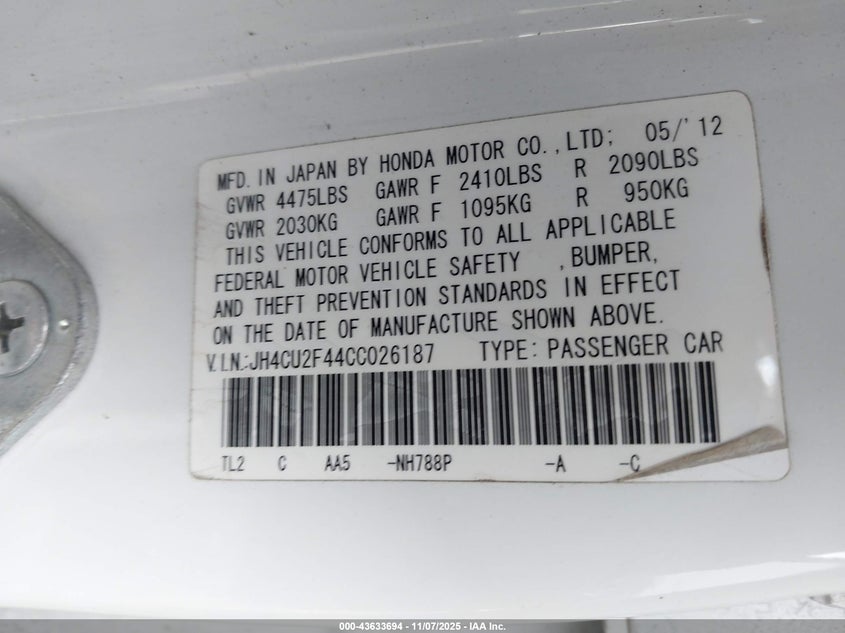 MFD. IN JAPAN BY HONDA MOTOR CO.,LTD; 05/'12
GVWR 4475LBS GAWR F 2410LBS R 2090LBS
GVWR 2030KG GAWR F 1095KG R 950KG
THIS VEHICLE CONFORMS TO ALL APPLICABLE
FEDERAL MOTOR VEHICLE SAFETY ,BUMPER,
AND THEFT PREVENTION STANDARDS IN EFFECT
ON THE DATE OF MANUFACTURE SHOWN ABOVE.
V.I.N.:JH4CU2F44CC026187 TYPE: PASSENGER CAR
TL2 C AA5 -NH788P -A -C
000-43633694 - 11/07/2025 - IAA Inc.